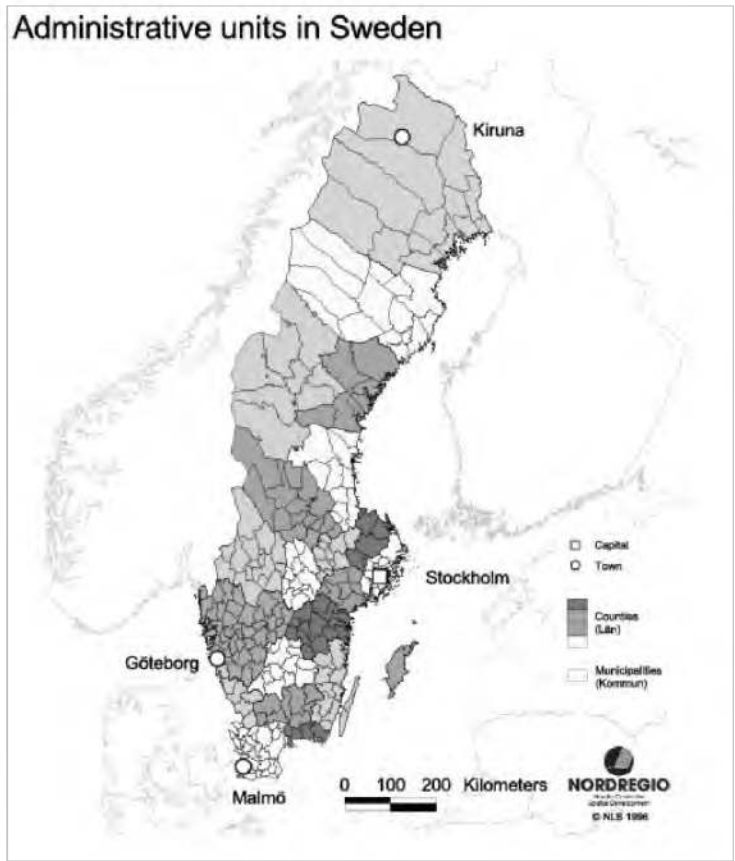 Administrative units in Sweden
Kiruna
Capital
Town
Stockholm
Counties
(Län)
Göteborg
Municipalities
(Kommun)
0 100 200 Kilometers
Malmö
NORDREGIO
© NLS 1996